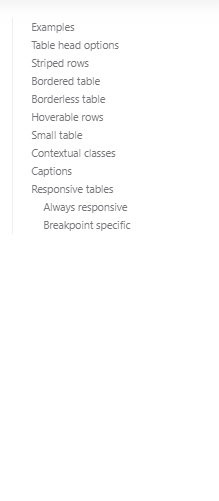 Examples
Table head options
Striped rows
Bordered table
Borderless table
Hoverable rows
Small table
Contextual classes
Captions
Responsive tables
Always responsive
Breakpoint specific